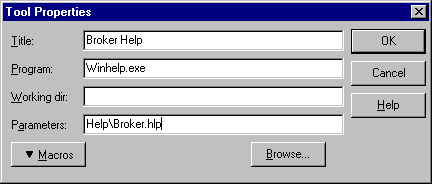 Tool Properties
Title: Broker Help OK
Program: Winhelp.exe
Cancel
Working dir:
Help
Parameters: Help\Broker.hlp
▼ Macros Browse...